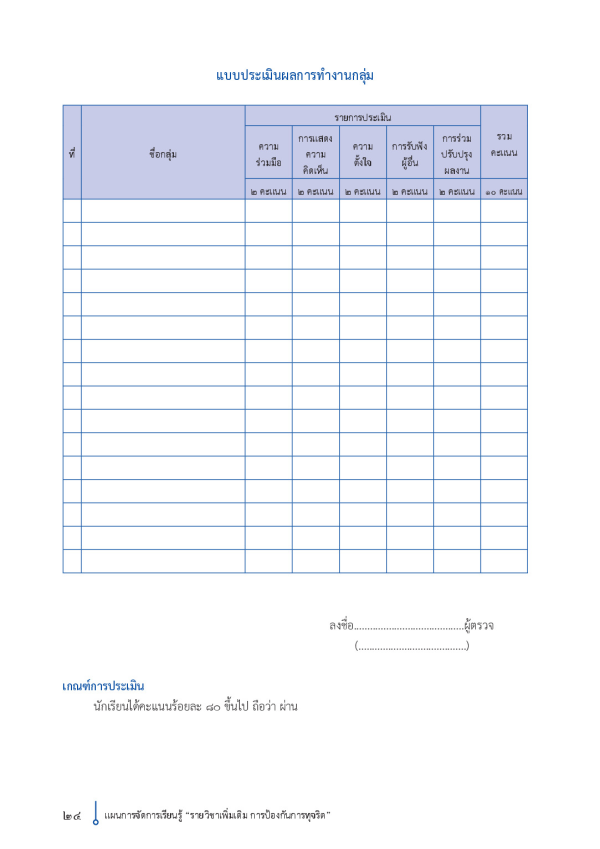 แบบประเมินผลการทำงานกลุ่ม
รายการประเมิน
ที่
ชื่อกลุ่ม
ความ
ร่วมมือ
การแสดง
ความ
คิดเห็น
ความ
ตั้งใจ
การรับฟัง
ผู้อื่น
การร่วม
ปรับปรุง
ผลงาน
รวม
คะแนน
๒ คะแนน ๒ คะแนน ๒ คะแนน ๒ คะแนน ๒ คะแนน ๑๐ คะแนน
ลงชื่อ.........................................ผู้ตรวจ
(........................................)
เกณฑ์การประเมิน
นักเรียนได้คะแนนร้อยละ ๘๐ ขึ้นไป ถือว่า ผ่าน
๒๔ แผนการจัดการเรียนรู้ “รายวิชาเพิ่มเติม การป้องกันการทุจริต”